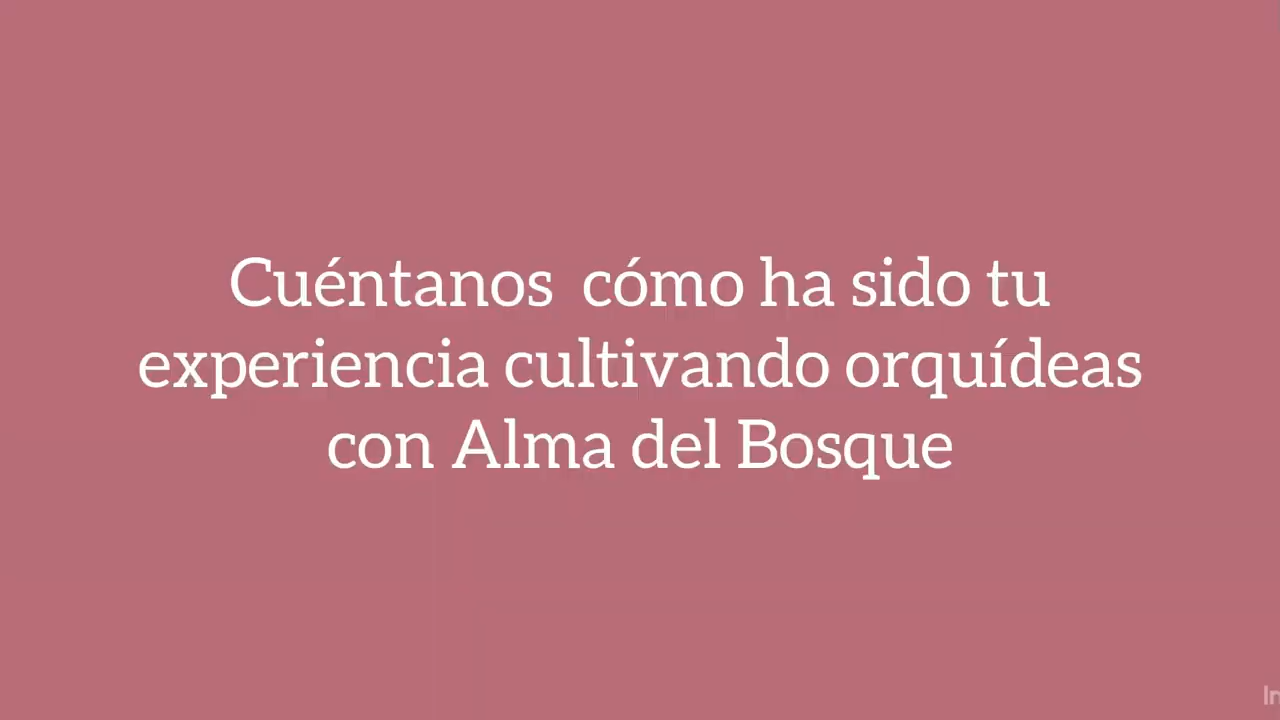 Cuéntanos  cómo ha sido tu
experiencia cultivando orquídeas
con Alma del Bosque